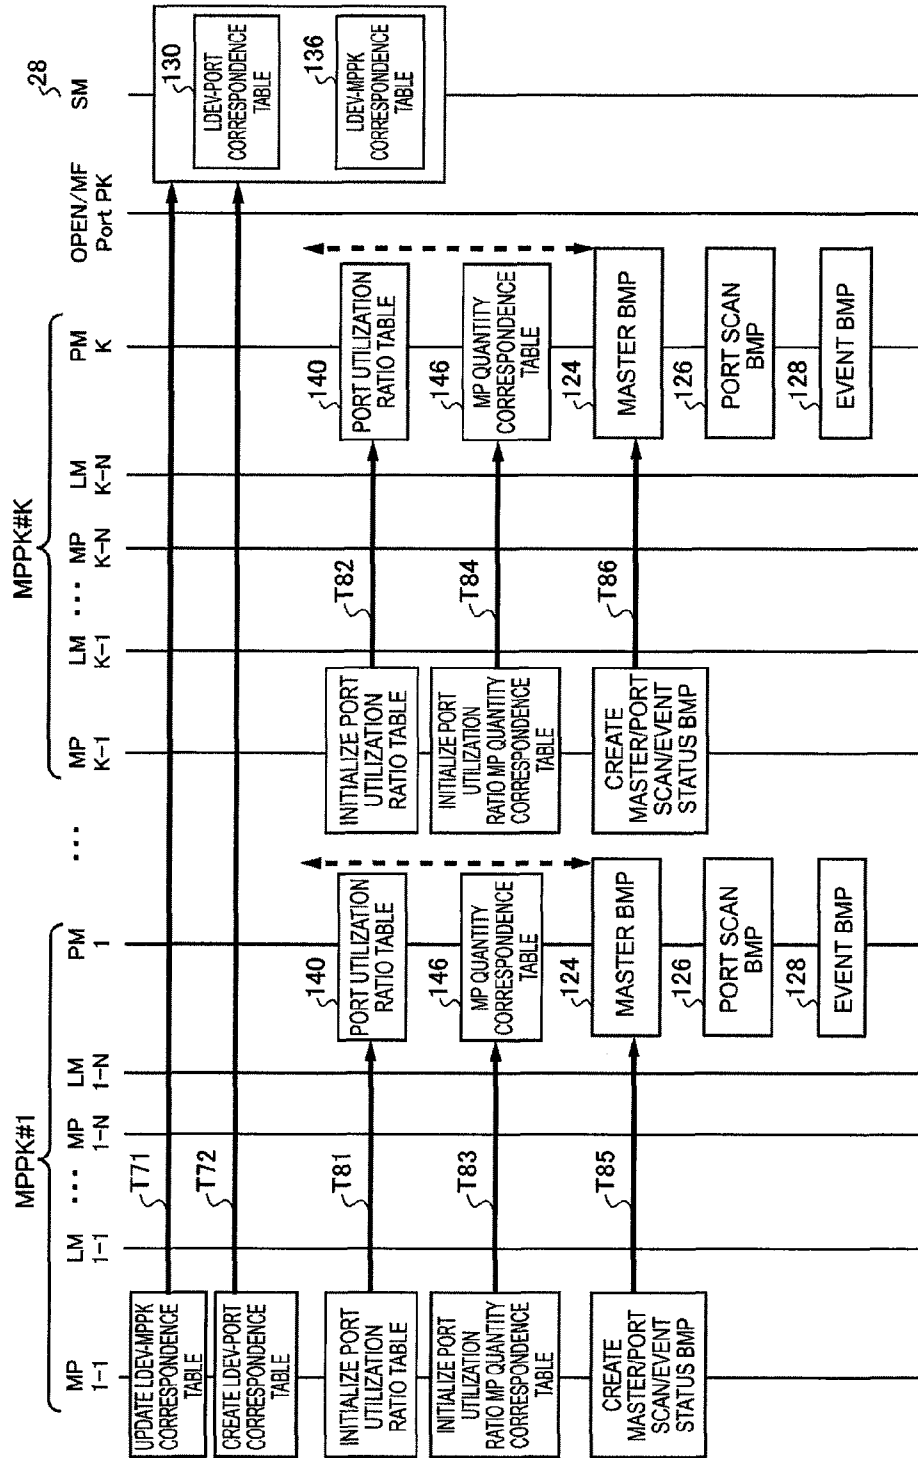 MPPK#1
MPPK#K
28
MP
1-1
LM
1-1
...
MP
1-N
LM
1-N
PM
1
...
MP
K-1
LM
K-1
...
MP
K-N
LM
K-N
PM
K
OPEN/MF
Port PK
SM
UPDATE LDEV-MPPK
CORRESPONDENCE
TABLE
T71
130
LDEV-PORT
CORRESPONDENCE
TABLE
CREATE LDEV-PORT
CORRESPONDENCE
TABLE
T72
136
LDEV-MPPK
CORRESPONDENCE
TABLE
INITIALIZE PORT
UTILIZATION
RATIO TABLE
T81
140
PORT UTILIZATION
RATIO TABLE
INITIALIZE PORT
UTILIZATION
RATIO TABLE
T82
140
PORT UTILIZATION
RATIO TABLE
INITIALIZE PORT
UTILIZATION
RATIO MP QUANTITY
CORRESPONDENCE
TABLE
T83
146
MP QUANTITY
CORRESPONDENCE
TABLE
INITIALIZE PORT
UTILIZATION
RATIO MP QUANTITY
CORRESPONDENCE
TABLE
T84
146
MP QUANTITY
CORRESPONDENCE
TABLE
CREATE
MASTER/PORT
SCAN/EVENT
STATUS BMP
T85
124
MASTER BMP
CREATE
MASTER/PORT
SCAN/EVENT
STATUS BMP
T86
124
MASTER BMP
126
PORT SCAN
BMP
126
PORT SCAN
BMP
128
EVENT BMP
128
EVENT BMP